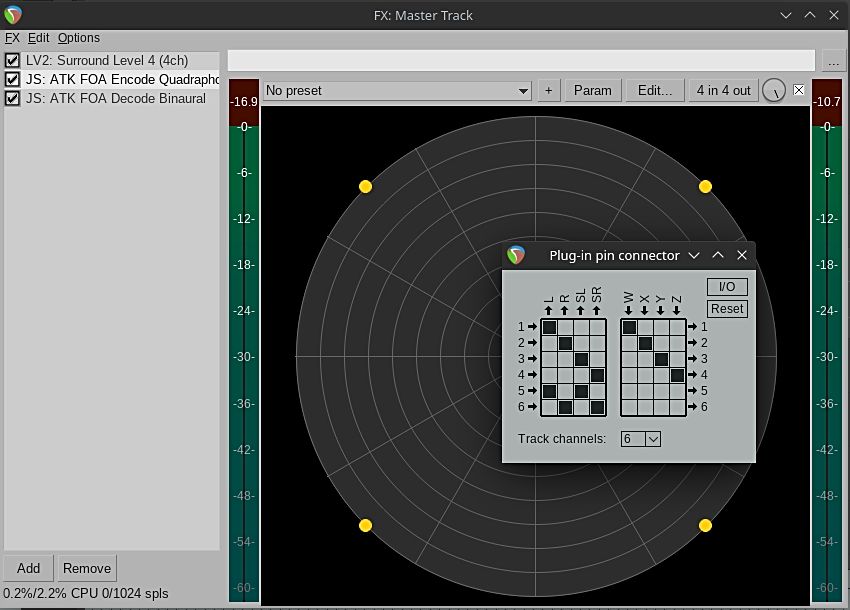 FX: Master Track
FX Edit Options
LV2: Surround Level 4 (4ch)
JS: ATK FOA Encode Quadrapho
JS: ATK FOA Decode Binaural
...
No preset
+
Param
Edit...
4 in 4 out
-16.9
-0-
-6-
-12-
-18-
-24-
-30-
-36-
-42-
-48-
-54-
-60-
-10.7
-0-
-6-
-12-
-18-
-24-
-30-
-36-
-42-
-48-
-54-
-60-
Plug-in pin connector
I/O
Reset
L R SL SR
W X Y Z
1 1
2 2
3 3
4 4
5 5
6 6
Track channels: 6
Add Remove
0.2%/2.2% CPU 0/1024 spls